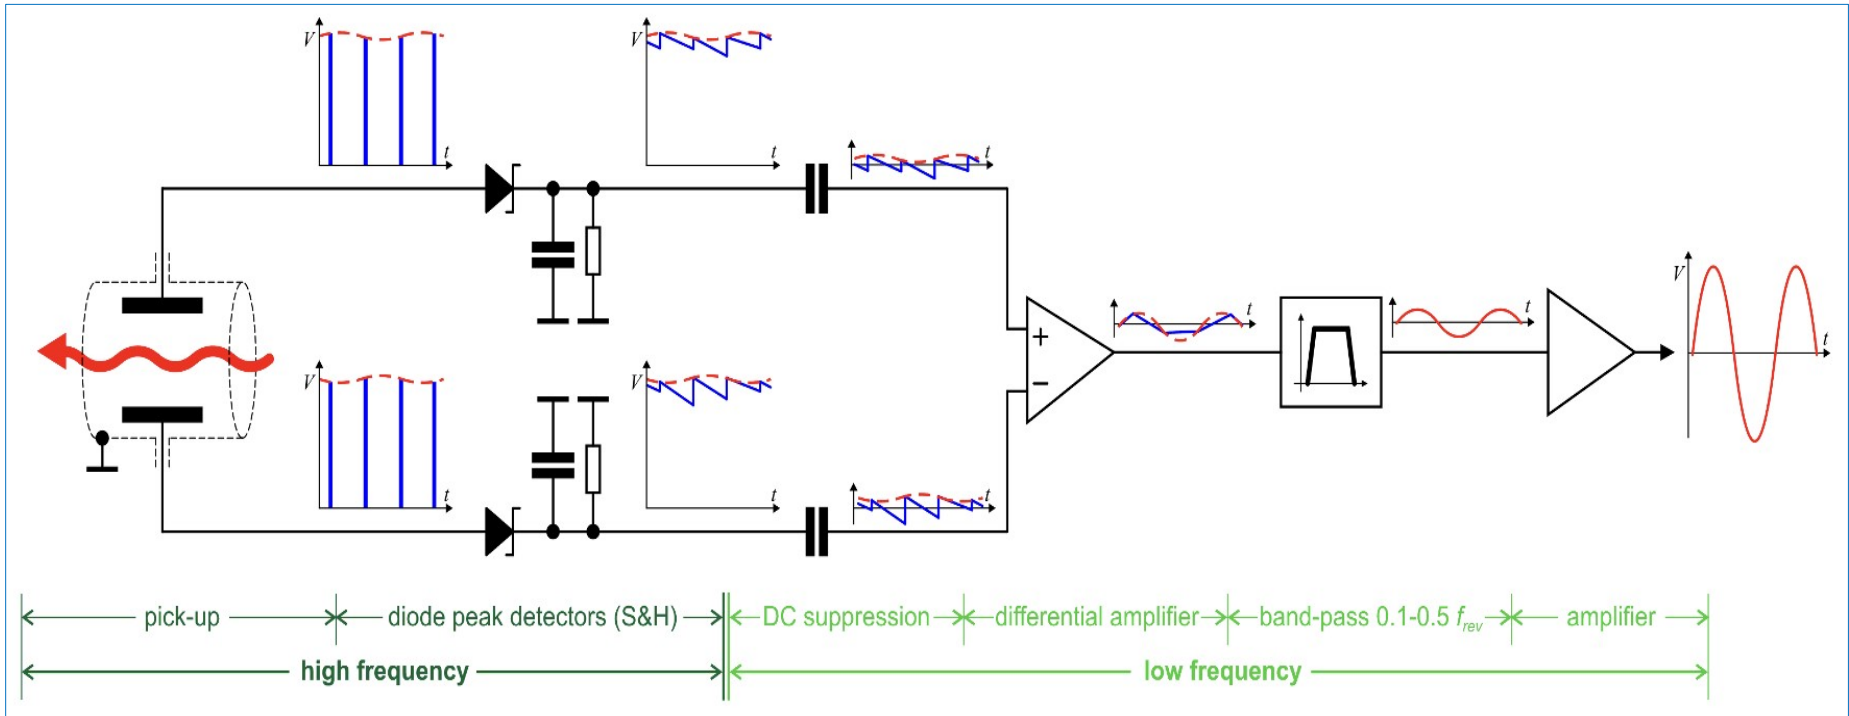 V
t
V
t
t
V
t
V
t
t
+
−
t
t
V
t
pick-up
diode peak detectors (S&H)
DC suppression
differential amplifier
band-pass 0.1-0.5 f_rev
amplifier
high frequency
low frequency